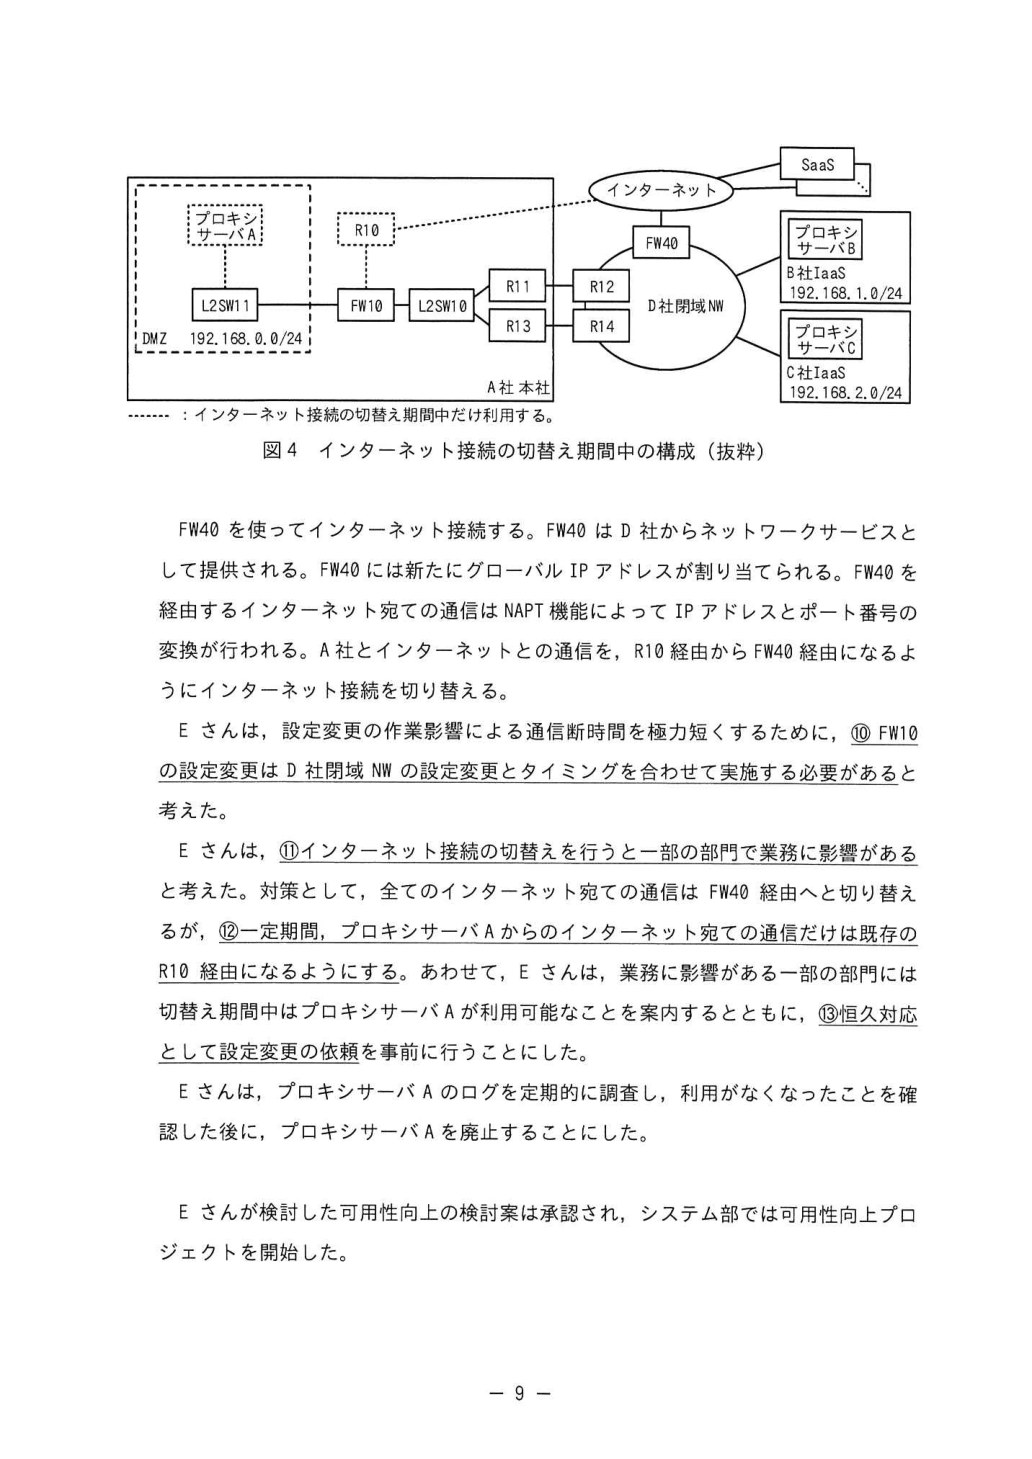 SaaS
インターネット
プロキシ
サーバA
R10
FW40
プロキシ
サーバB
B社IaaS
192.168.1.0/24
L2SW11
FW10
L2SW10
R11
R12
R13
R14
D社閉域NW
プロキシ
サーバC
C社IaaS
192.168.2.0/24
DMZ 192.168.0.0/24
A社 本社
------- ：インターネット接続の切替え期間中だけ利用する。
図4 インターネット接続の切替え期間中の構成（抜粋）
FW40 を使ってインターネット接続する。FW40 は D 社からネットワークサービスと
して提供される。FW40 には新たにグローバル IP アドレスが割り当てられる。FW40 を
経由するインターネット宛ての通信は NAPT 機能によって IP アドレスとポート番号の
変換が行われる。A 社とインターネットとの通信を，R10 経由から FW40 経由になるよ
うにインターネット接続を切り替える。
E さんは，設定変更の作業影響による通信断時間を極力短くするために，⑩ FW10
の設定変更は D 社閉域 NW の設定変更とタイミングを合わせて実施する必要があると
考えた。
E さんは，⑪インターネット接続の切替えを行うと一部の部門で業務に影響がある
と考えた。対策として，全てのインターネット宛ての通信は FW40 経由へと切り替え
るが，⑫一定期間，プロキシサーバ A からのインターネット宛ての通信だけは既存の
R10 経由になるようにする。あわせて，E さんは，業務に影響がある一部の部門には
切替え期間中はプロキシサーバ A が利用可能なことを案内するとともに，⑬恒久対応
として設定変更の依頼を事前に行うことにした。
E さんは，プロキシサーバ A のログを定期的に調査し，利用がなくなったことを確
認した後に，プロキシサーバ A を廃止することにした。
E さんが検討した可用性向上の検討案は承認され，システム部では可用性向上プロ
ジェクトを開始した。
－ 9 －